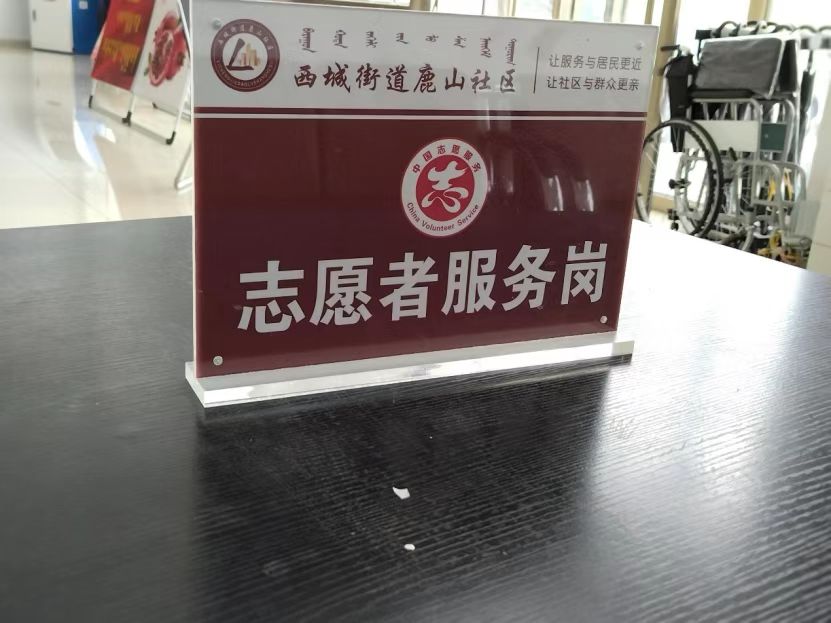 西城街道鹿山社区
让服务与居民更近
让社区与群众更亲
中国志愿服务
志
China Volunteer Service
志愿者服务岗